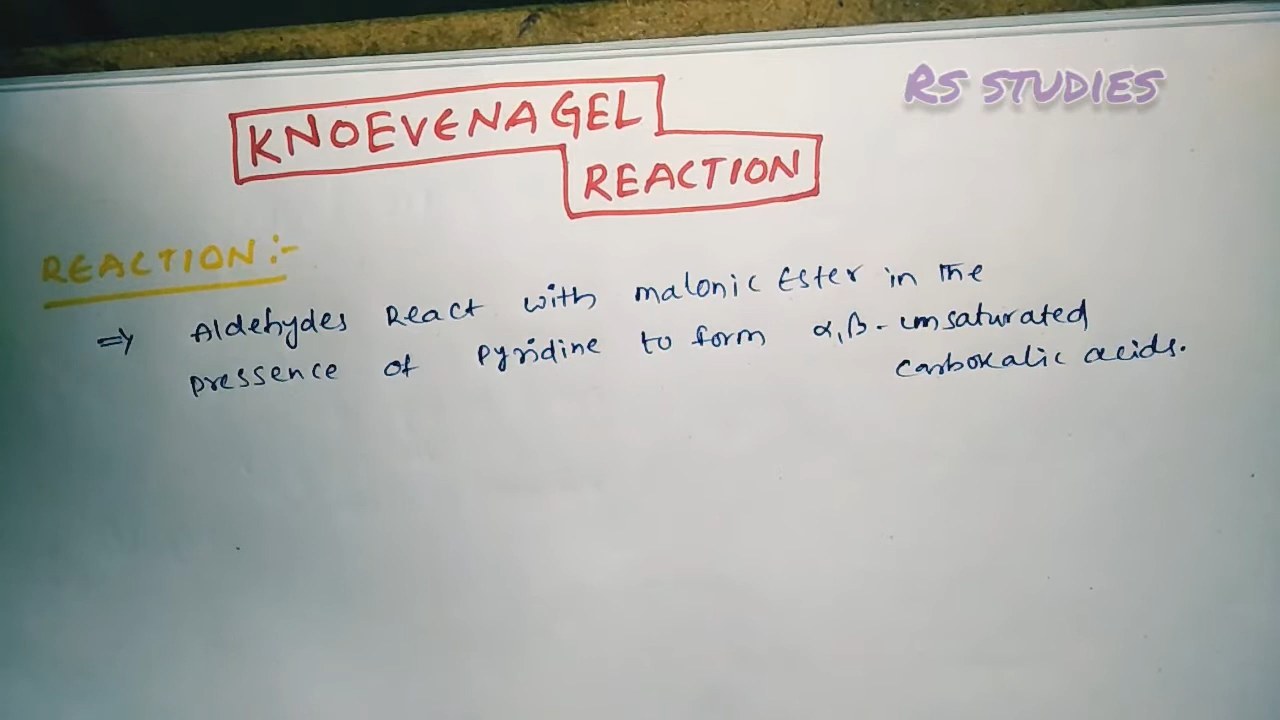 RS STUDIES
KNOEVENAGEL
REACTION
REACTION:-
⇒ Aldehydes React with malonic Ester in the
pressence of pyridine to form α,β-unsaturated
carboxalic acids.